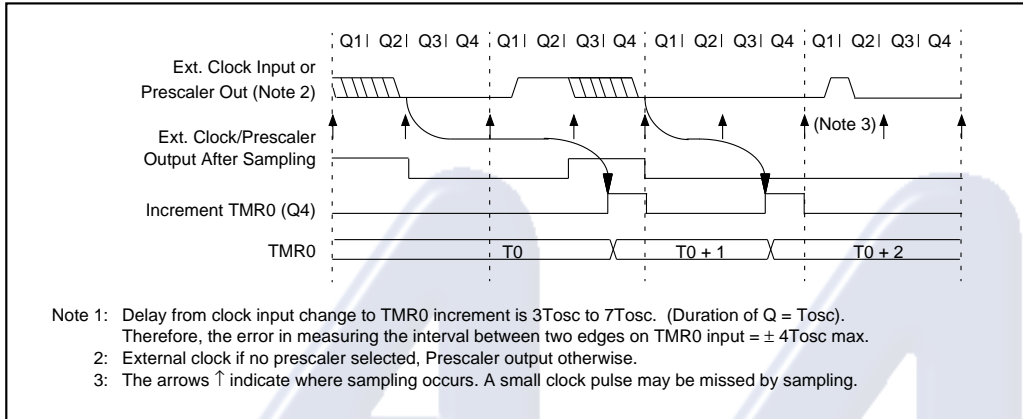 Q1| Q2| Q3| Q4 Q1| Q2| Q3| Q4 Q1| Q2| Q3| Q4 Q1| Q2| Q3| Q4
Ext. Clock Input or
Prescaler Out (Note 2)
(Note 3)
Ext. Clock/Prescaler
Output After Sampling
Increment TMR0 (Q4)
TMR0 T0 T0 + 1 T0 + 2
Note 1: Delay from clock input change to TMR0 increment is 3Tosc to 7Tosc. (Duration of Q = Tosc).
Therefore, the error in measuring the interval between two edges on TMR0 input = ± 4Tosc max.
2: External clock if no prescaler selected, Prescaler output otherwise.
3: The arrows ↑ indicate where sampling occurs. A small clock pulse may be missed by sampling.